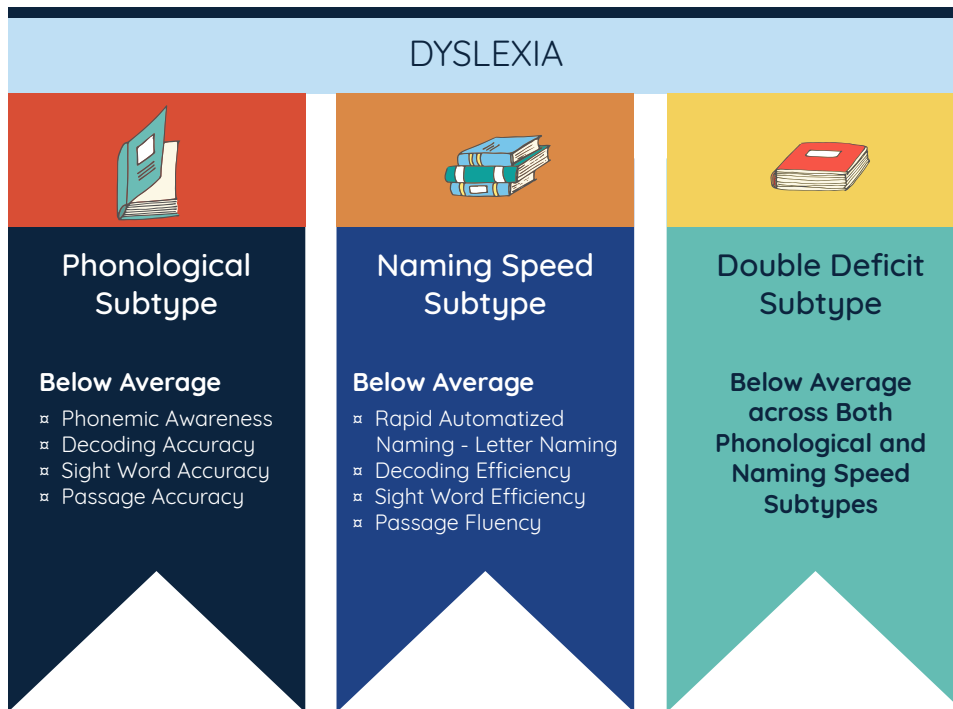 DYSLEXIA
Phonological
Subtype
Below Average
¤ Phonemic Awareness
¤ Decoding Accuracy
¤ Sight Word Accuracy
¤ Passage Accuracy
Naming Speed
Subtype
Below Average
¤ Rapid Automatized
Naming - Letter Naming
¤ Decoding Efficiency
¤ Sight Word Efficiency
¤ Passage Fluency
Double Deficit
Subtype
Below Average
across Both
Phonological and
Naming Speed
Subtypes